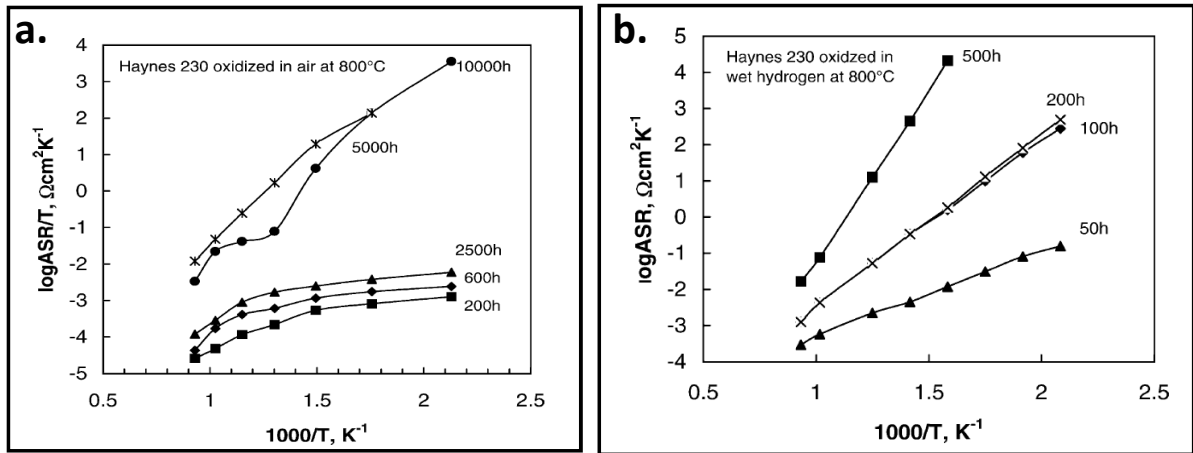 a.
Haynes 230 oxidized in air at 800°C
10000h
5000h
2500h
600h
200h
4
3
2
1
0
-1
-2
-3
-4
-5
logASR/T, Ωcm²K⁻¹
0.5
1
1.5
2
2.5
1000/T, K⁻¹
b.
Haynes 230 oxidzed in
wet hydrogen at 800°C
500h
200h
100h
50h
5
4
3
2
1
0
-1
-2
-3
-4
logASR, Ωcm²K⁻¹
0.5
1
1.5
2
2.5
1000/T, K⁻¹